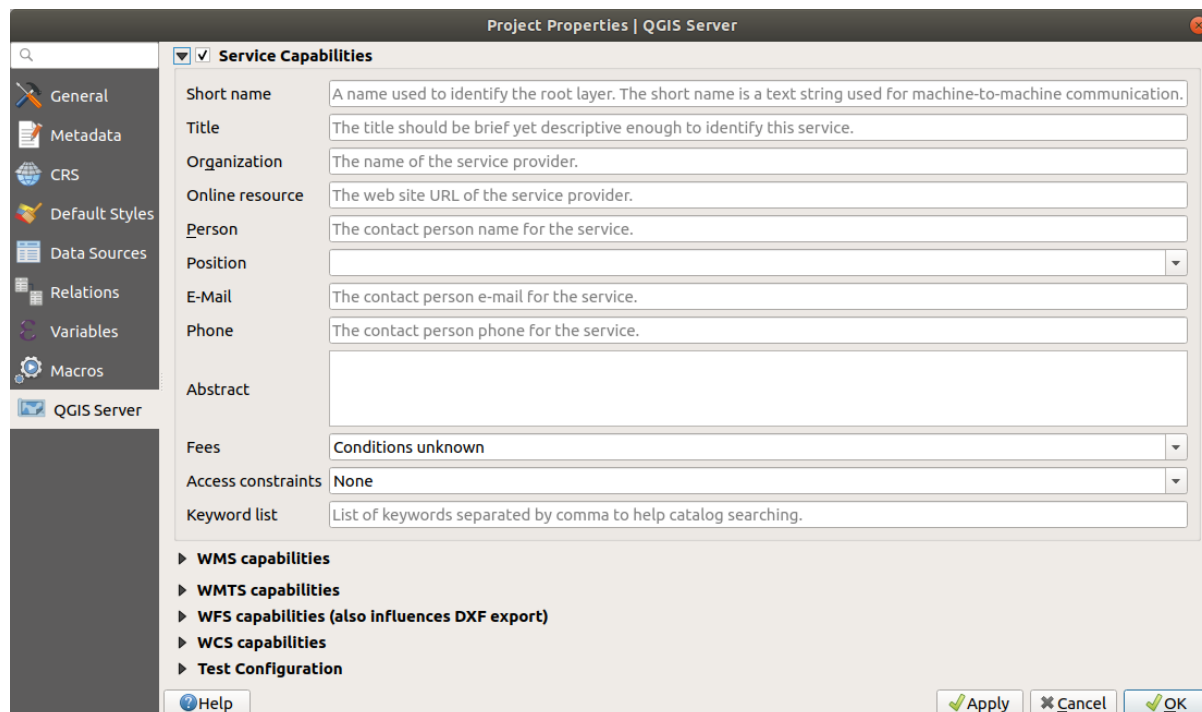 Project Properties | QGIS Server
General
Metadata
CRS
Default Styles
Data Sources
Relations
Variables
Macros
QGIS Server
Service Capabilities
Short name A name used to identify the root layer. The short name is a text string used for machine-to-machine communication.
Title The title should be brief yet descriptive enough to identify this service.
Organization The name of the service provider.
Online resource The web site URL of the service provider.
Person The contact person name for the service.
Position
E-Mail The contact person e-mail for the service.
Phone The contact person phone for the service.
Abstract
Fees Conditions unknown
Access constraints None
Keyword list List of keywords separated by comma to help catalog searching.
WMS capabilities
WMTS capabilities
WFS capabilities (also influences DXF export)
WCS capabilities
Test Configuration
Help Apply Cancel OK